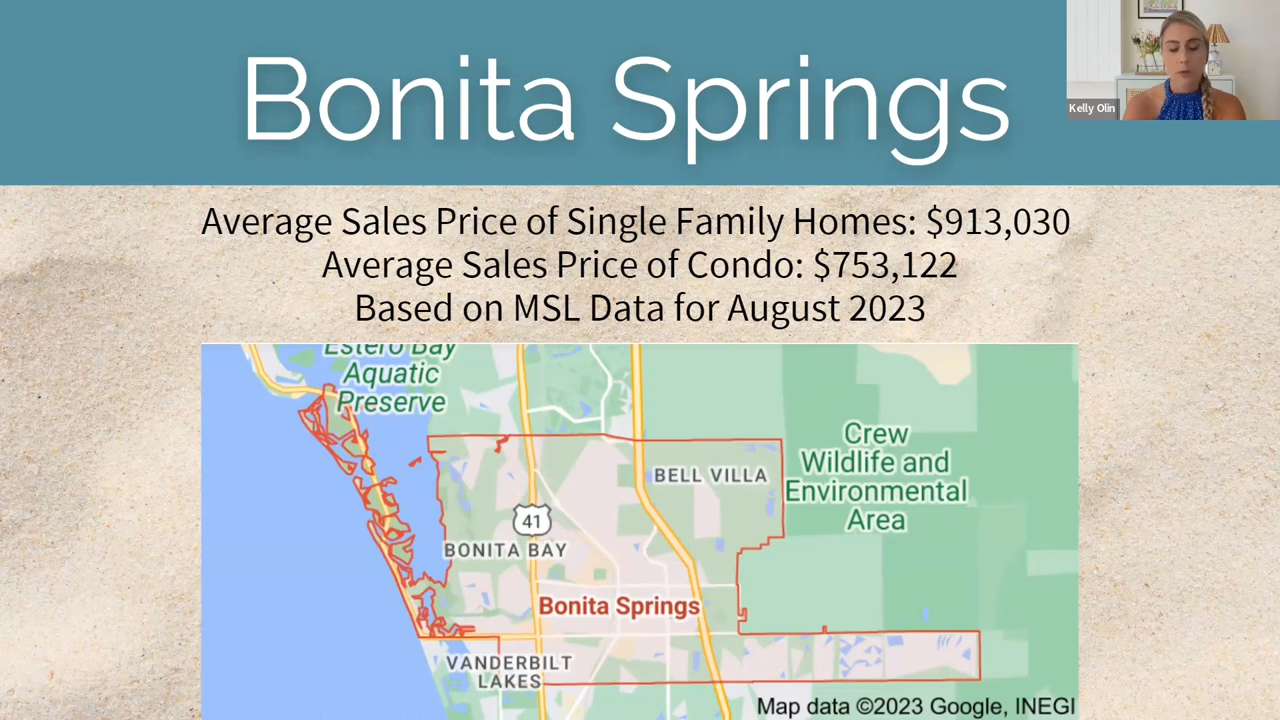 Bonita Springs
Kelly Olin
Average Sales Price of Single Family Homes: $913,030
Average Sales Price of Condo: $753,122
Based on MSL Data for August 2023
Estero Bay
Aquatic
Preserve
Crew
Wildlife and
Environmental
Area
BELL VILLA
41
BONITA BAY
Bonita Springs
VANDERBILT
LAKES
Map data ©2023 Google, INEGI